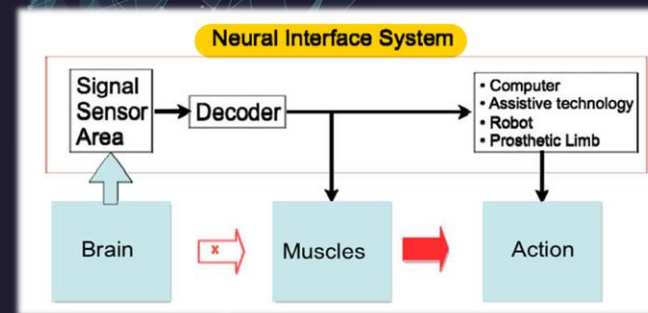 Neural Interface System
Signal
Sensor
Area
Decoder
• Computer
• Assistive technology
• Robot
• Prosthetic Limb
Brain
x
Muscles
Action